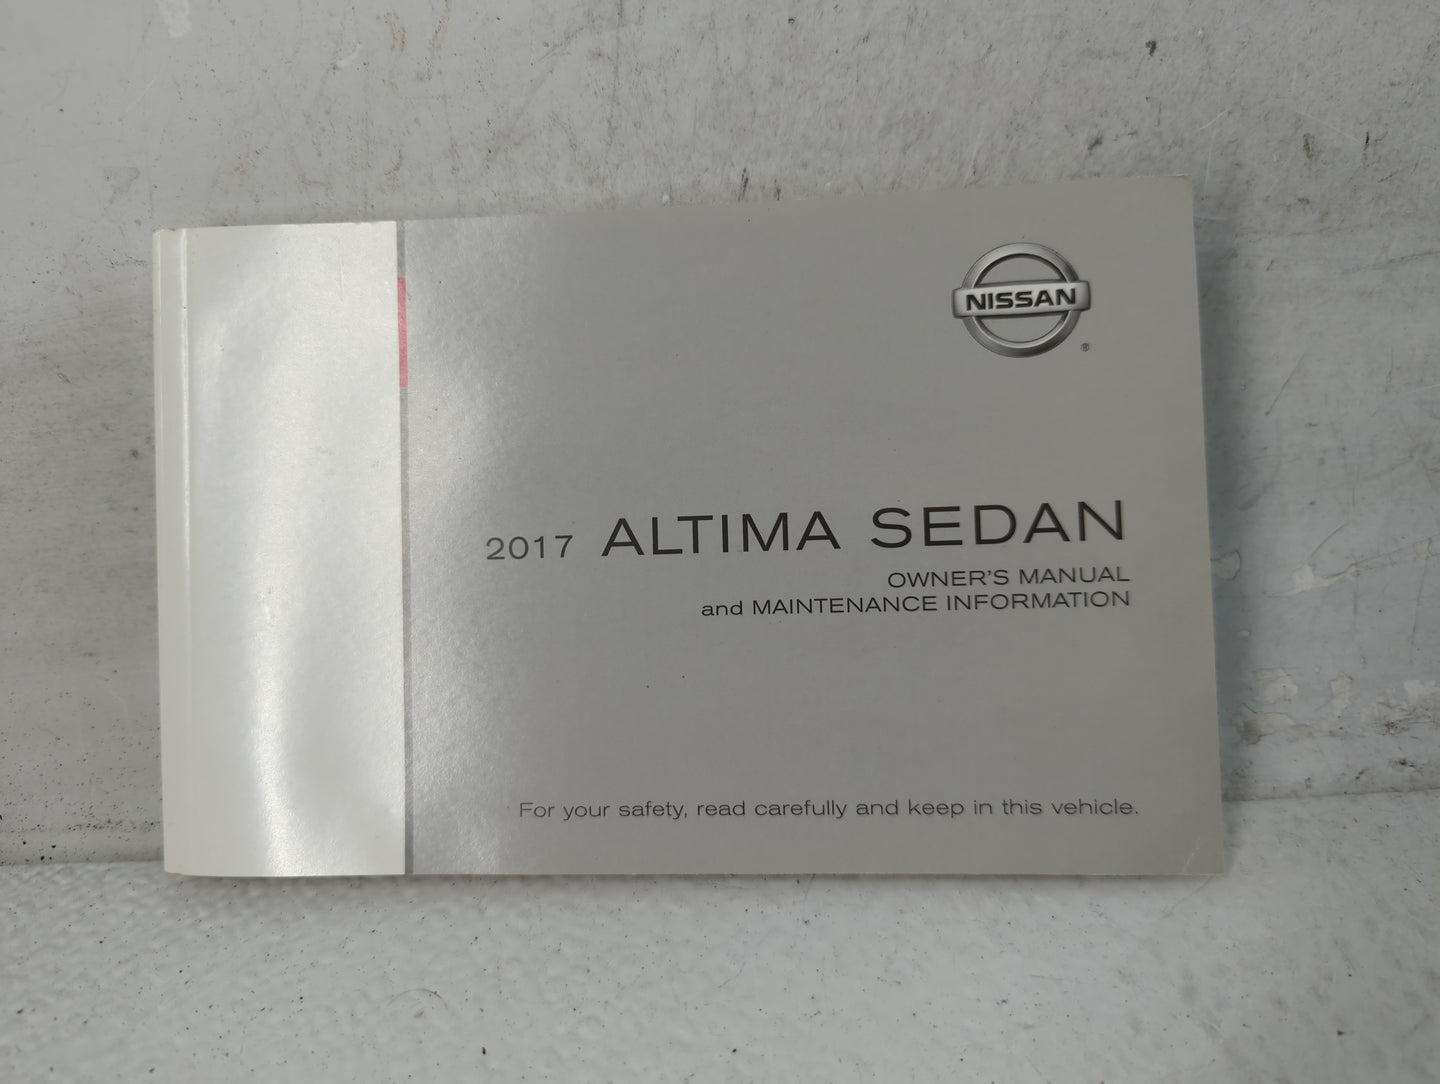 NISSAN
®
2017 ALTIMA SEDAN
OWNER'S MANUAL
and MAINTENANCE INFORMATION
For your safety, read carefully and keep in this vehicle.